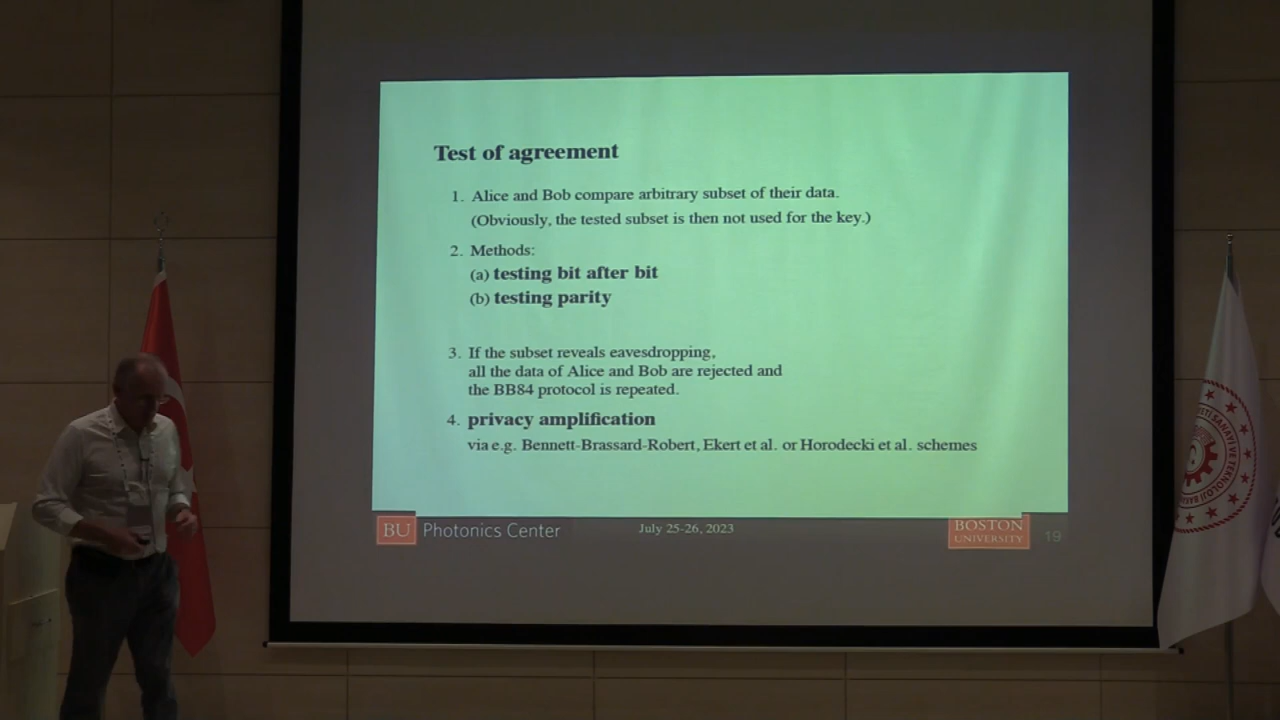 Test of agreement
1. Alice and Bob compare arbitrary subset of their data.
(Obviously, the tested subset is then not used for the key.)
2. Methods:
(a) testing bit after bit
(b) testing parity
3. If the subset reveals eavesdropping,
all the data of Alice and Bob are rejected and
the BB84 protocol is repeated.
4. privacy amplification
via e.g. Bennett-Brassard-Robert, Ekert et al. or Horodecki et al. schemes
BU Photonics Center
July 25-26, 2023
BOSTON
UNIVERSITY
19